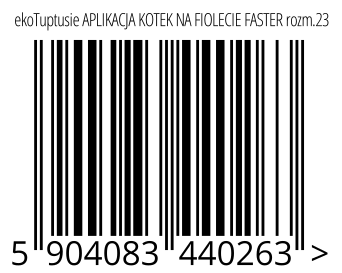 ekoTuptusie APLIKACJA KOTEK NA FIOLECIE FASTER rozm.23
5 904083 440263 >